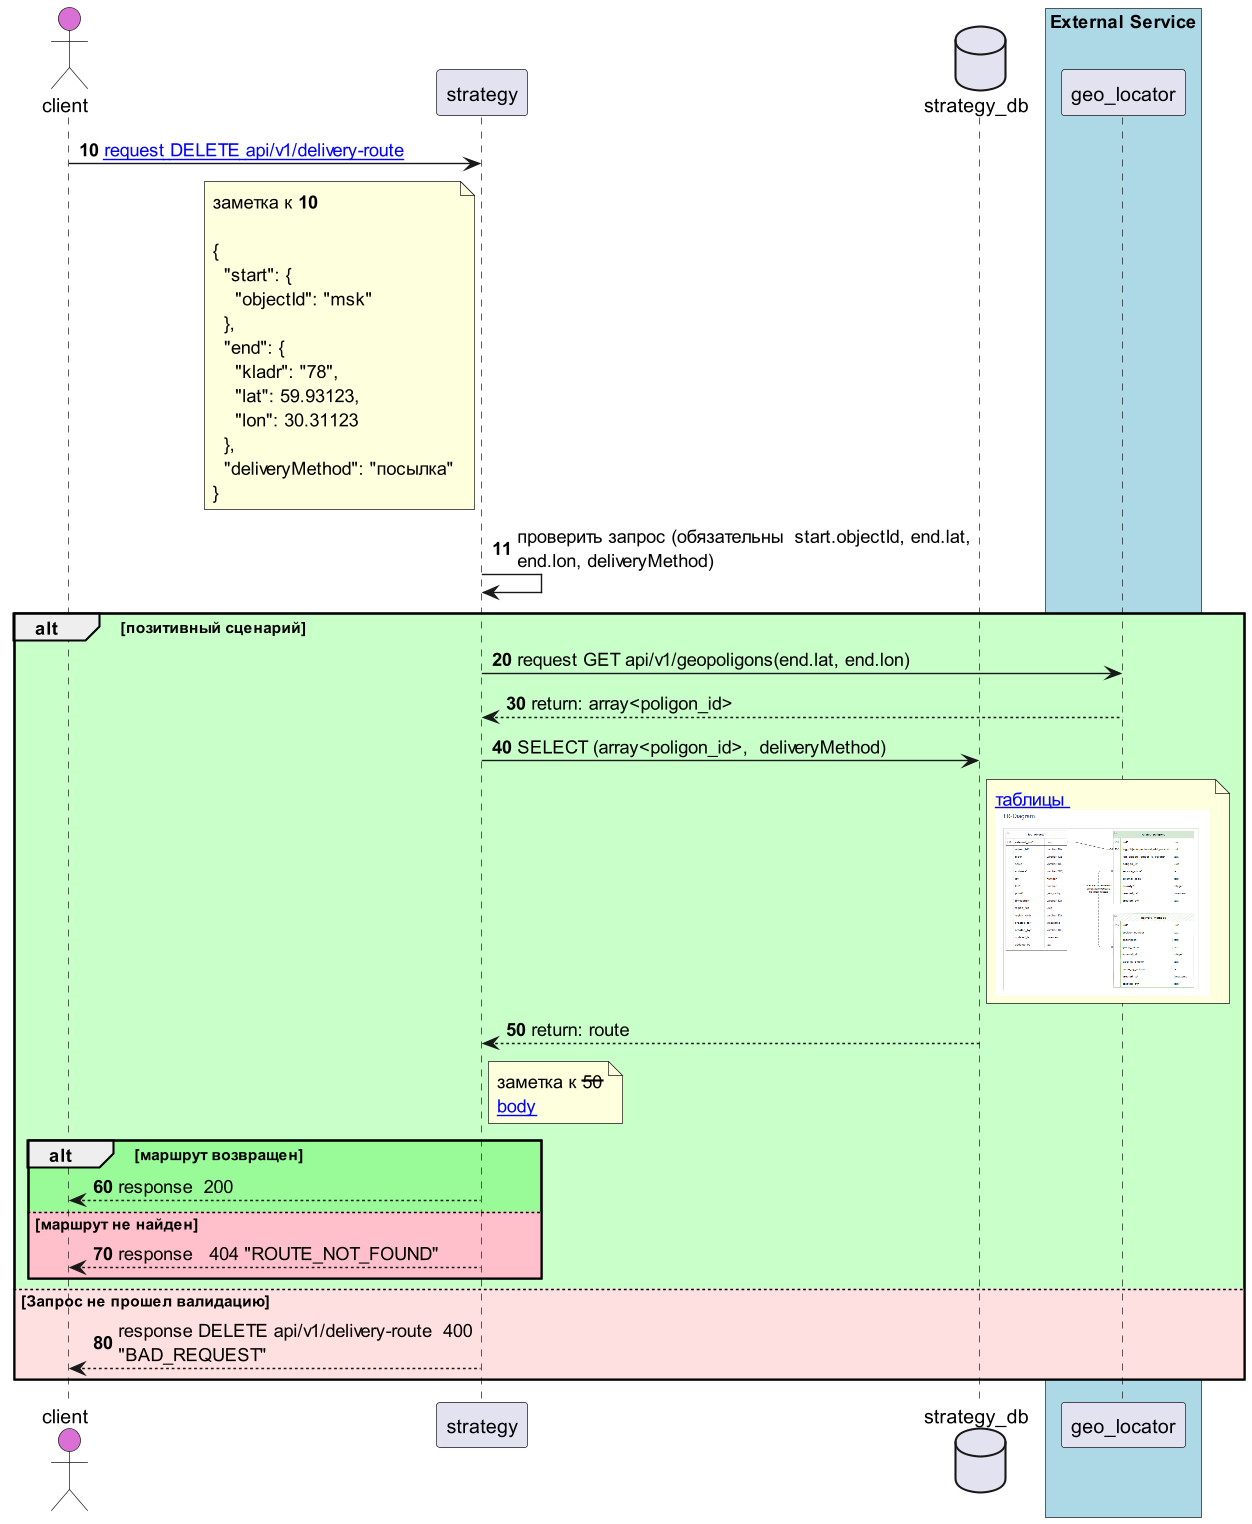 External Service
client
strategy
strategy_db
geo_locator
10 request DELETE api/v1/delivery-route
заметка к 10
{
"start": {
"objectId": "msk"
},
"end": {
"kladr": "78",
"lat": 59.93123,
"lon": 30.31123
},
"deliveryMethod": "посылка"
}
11 проверить запрос (обязательны  start.objectId, end.lat,
end.lon, deliveryMethod)
alt [позитивный сценарий]
20 request GET api/v1/geopoligons(end.lat, end.lon)
30 return: array<poligon_id>
40 SELECT (array<poligon_id>,  deliveryMethod)
таблицы
ER-Diagram
50 return: route
заметка к 50
body
alt [маршрут возвращен]
60 response  200
[маршрут не найден]
70 response   404 "ROUTE_NOT_FOUND"
[Запрос не прошел валидацию]
80 response DELETE api/v1/delivery-route  400
"BAD_REQUEST"
client
strategy
strategy_db
geo_locator